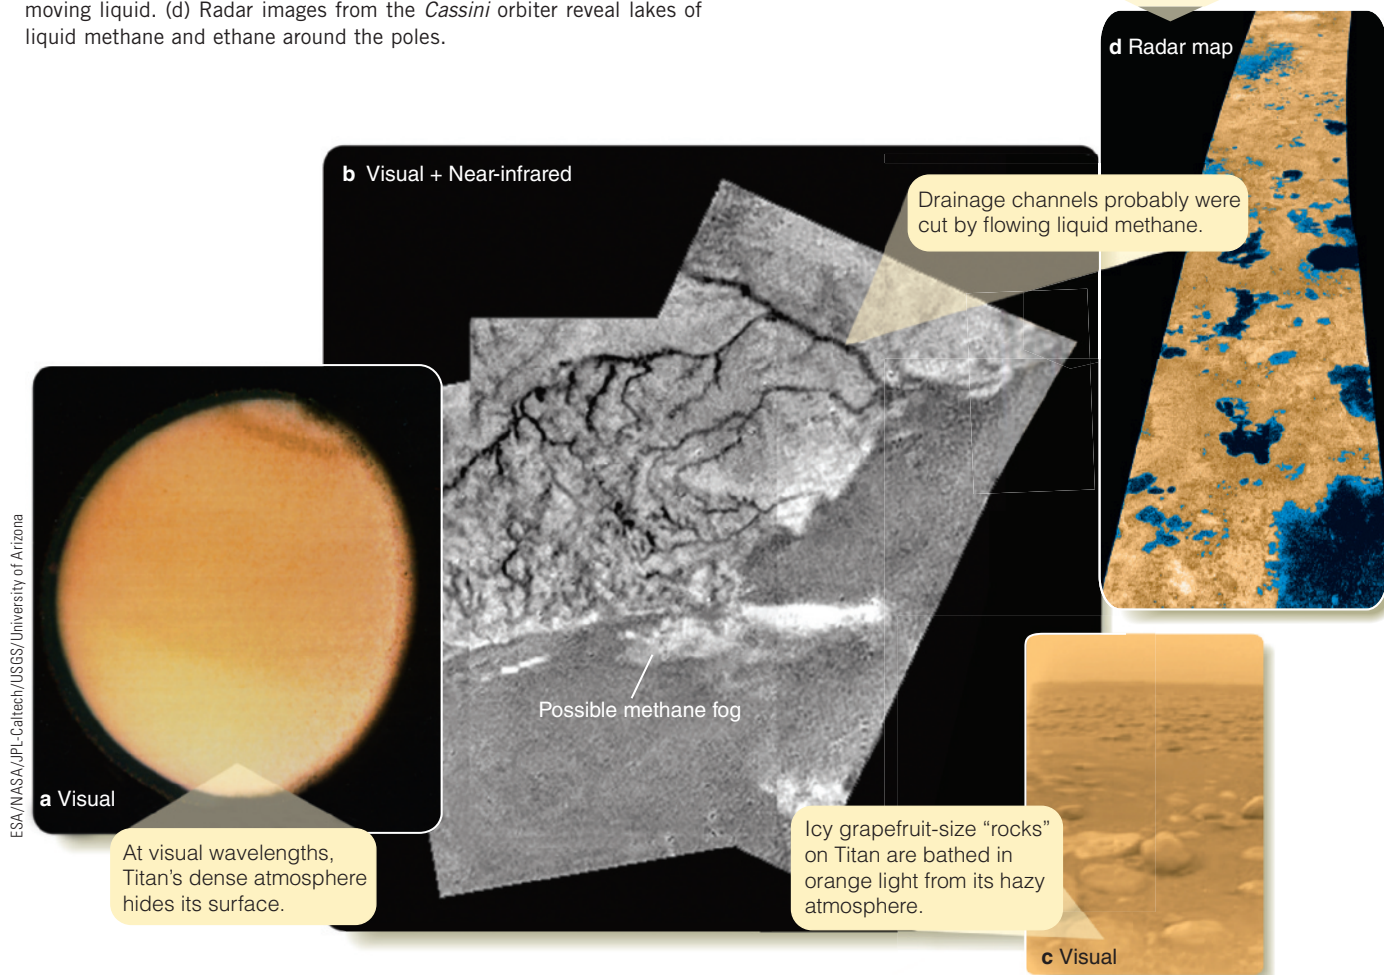 moving liquid. (d) Radar images from the Cassini orbiter reveal lakes of
liquid methane and ethane around the poles.
d Radar map
b Visual + Near-infrared
Drainage channels probably were
cut by flowing liquid methane.
ESA/NASA/JPL-Caltech/USGS/University of Arizona
Possible methane fog
a Visual
At visual wavelengths,
Titan’s dense atmosphere
hides its surface.
Icy grapefruit-size “rocks”
on Titan are bathed in
orange light from its hazy
atmosphere.
c Visual